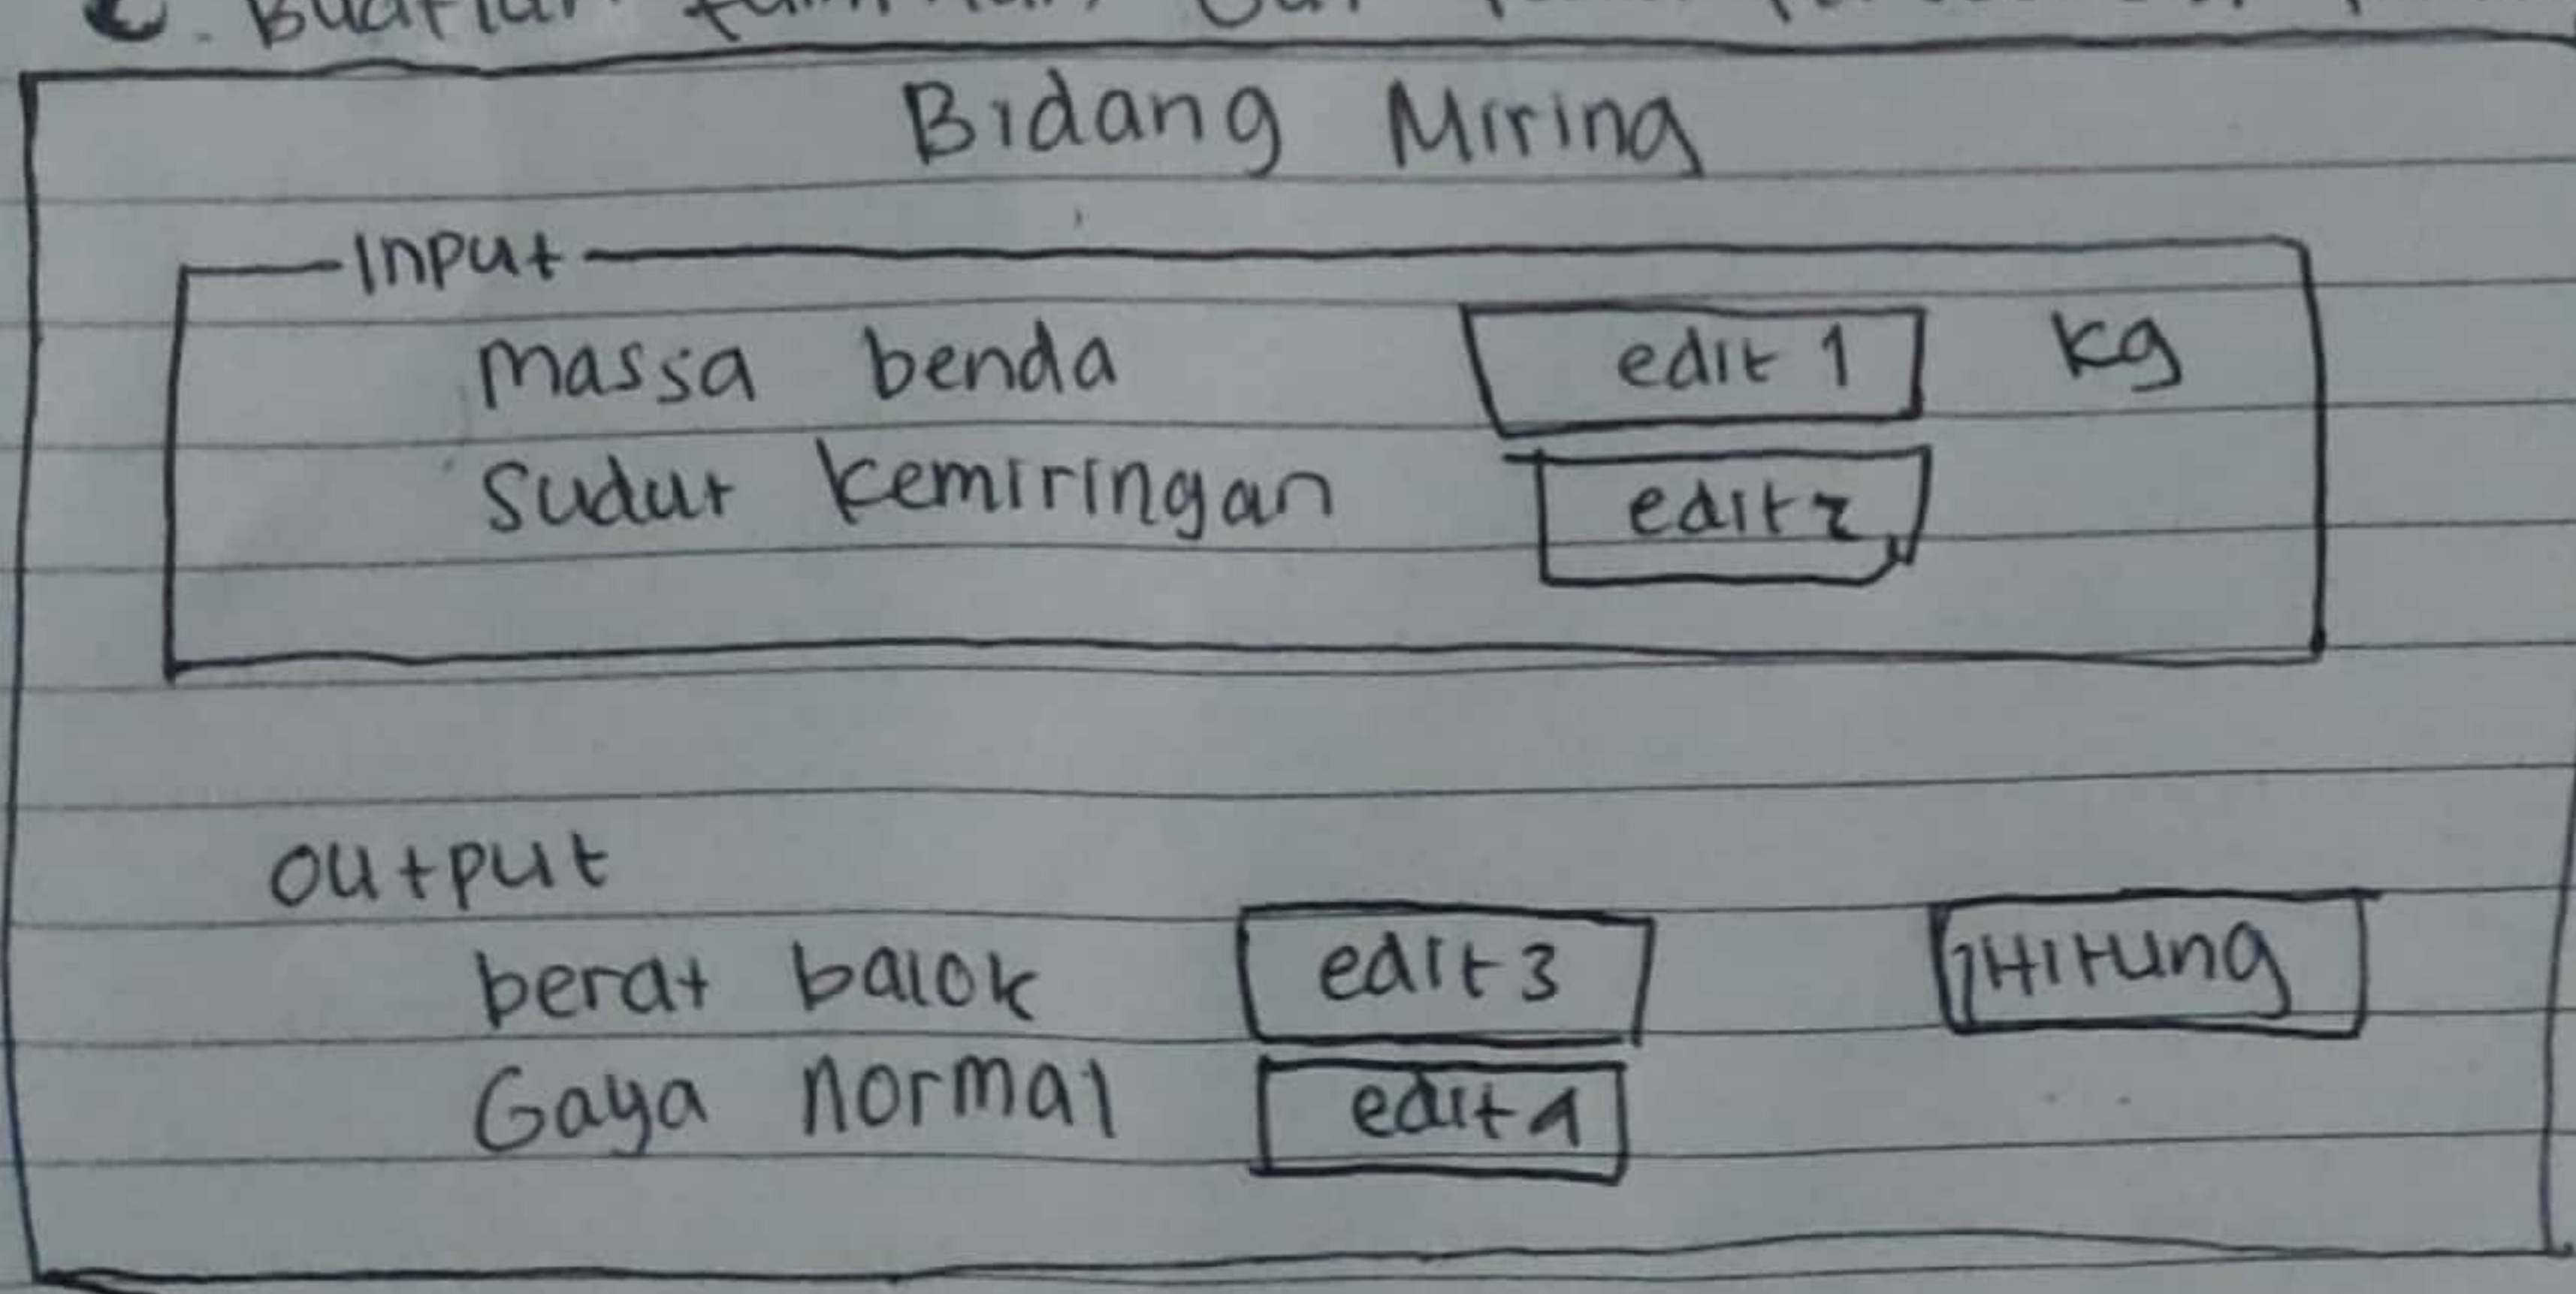 Bidang Miring
Input
massa benda edit 1 kg
Sudut kemiringan edit 2
output
berat balok edit 3 Hitung
Gaya normal edit 4